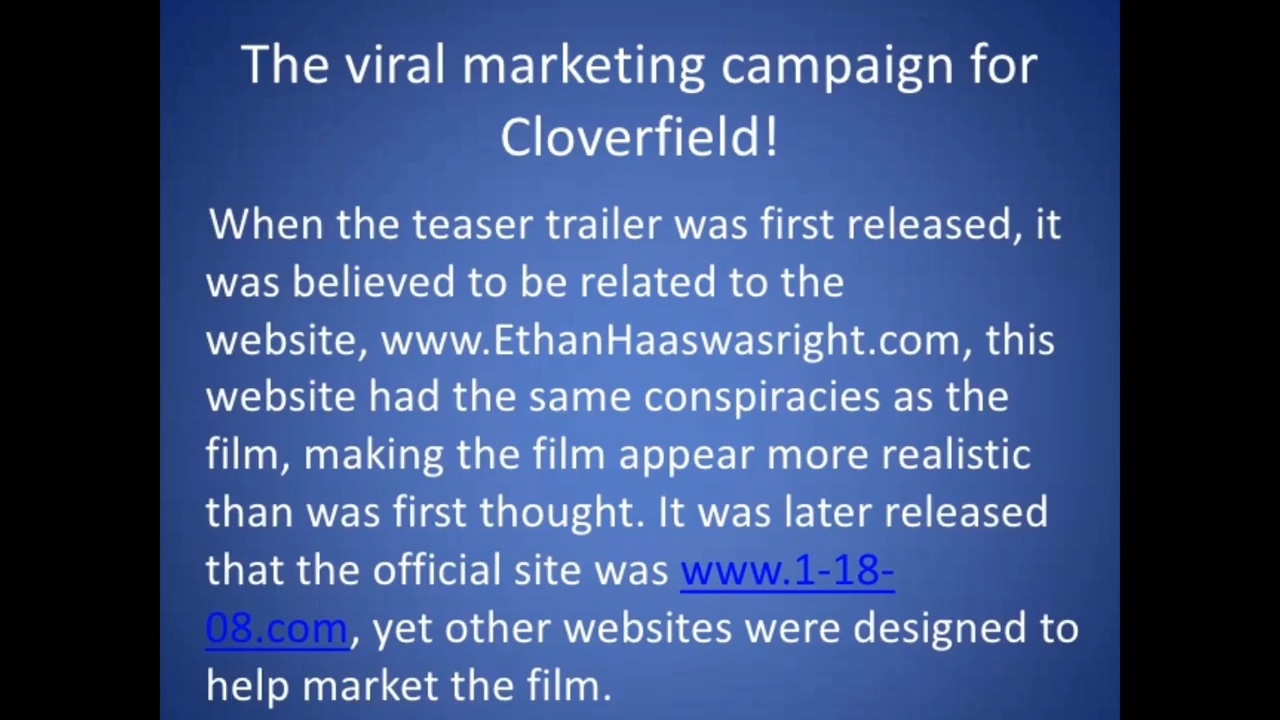 The viral marketing campaign for
Cloverfield!
When the teaser trailer was first released, it
was believed to be related to the
website, www.EthanHaaswasright.com, this
website had the same conspiracies as the
film, making the film appear more realistic
than was first thought. It was later released
that the official site was www.1-18-
08.com, yet other websites were designed to
help market the film.